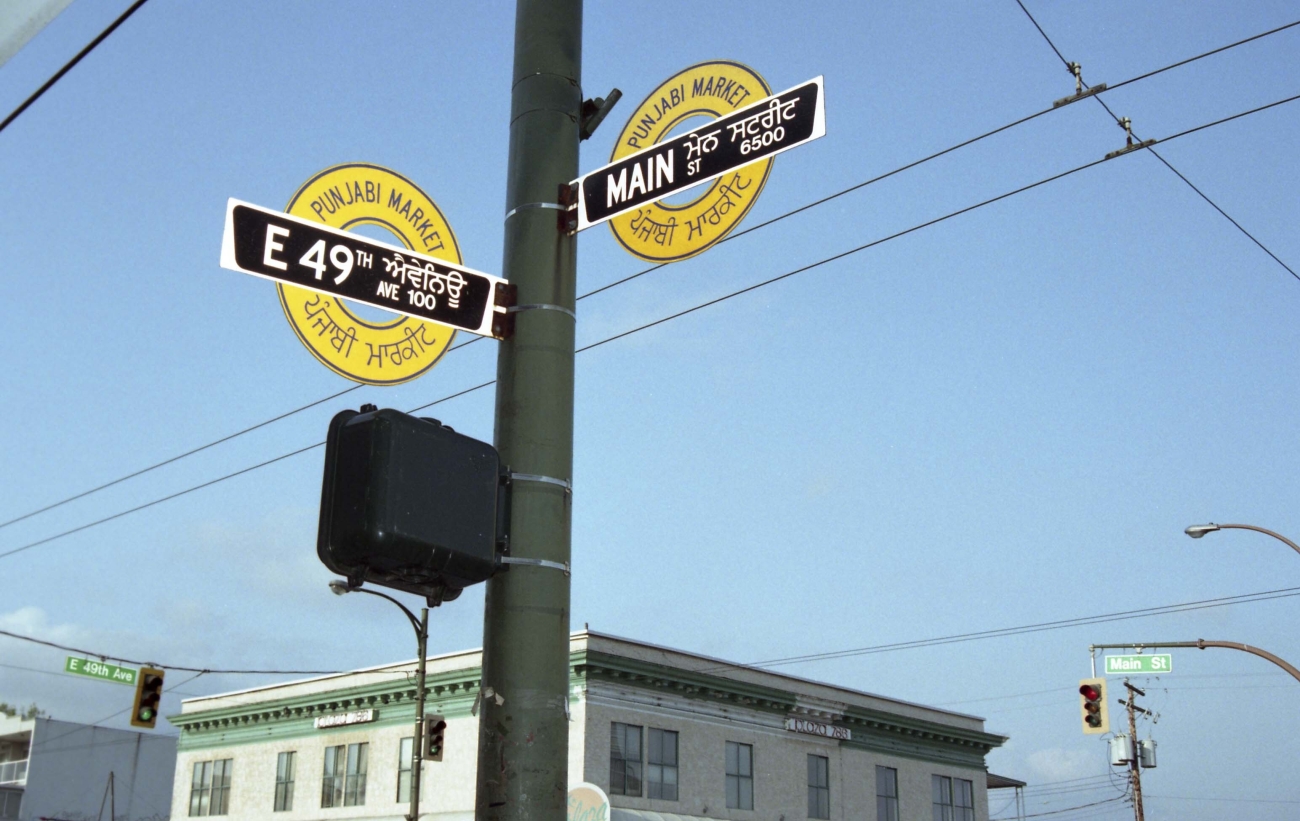 PUNJABI MARKET
E 49TH ਐਵੇਨਿਊ
AVE 100
ਪੰਜਾਬੀ ਮਾਰਕੀਟ
PUNJABI MARKET
MAIN ਮੇਨ ਸਟਰੀਟ
ST 6500
ਪੰਜਾਬੀ ਮਾਰਕੀਟ
E 49th Ave
Main St